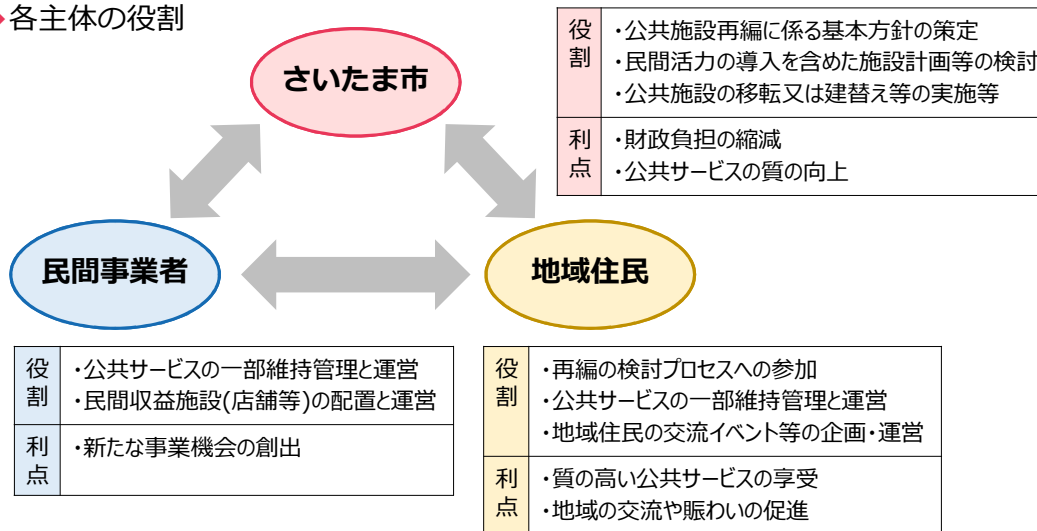 各主体の役割
さいたま市
役割
・公共施設再編に係る基本方針の策定
・民間活力の導入を含めた施設計画等の検討
・公共施設の移転又は建替え等の実施等
利点
・財政負担の縮減
・公共サービスの質の向上
民間事業者
地域住民
役割
・公共サービスの一部維持管理と運営
・民間収益施設(店舗等)の配置と運営
利点
・新たな事業機会の創出
役割
・再編の検討プロセスへの参加
・公共サービスの一部維持管理と運営
・地域住民の交流イベント等の企画・運営
利点
・質の高い公共サービスの享受
・地域の交流や賑わいの促進